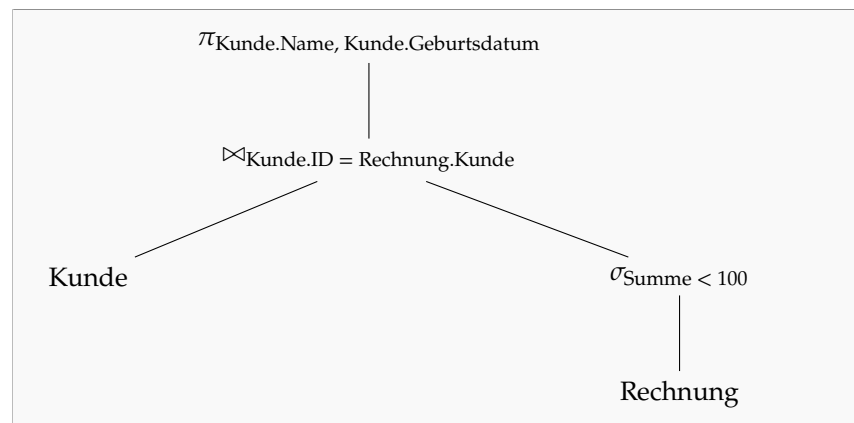 πKunde.Name, Kunde.Geburtsdatum
⋈Kunde.ID = Rechnung.Kunde
Kunde
σSumme < 100
Rechnung